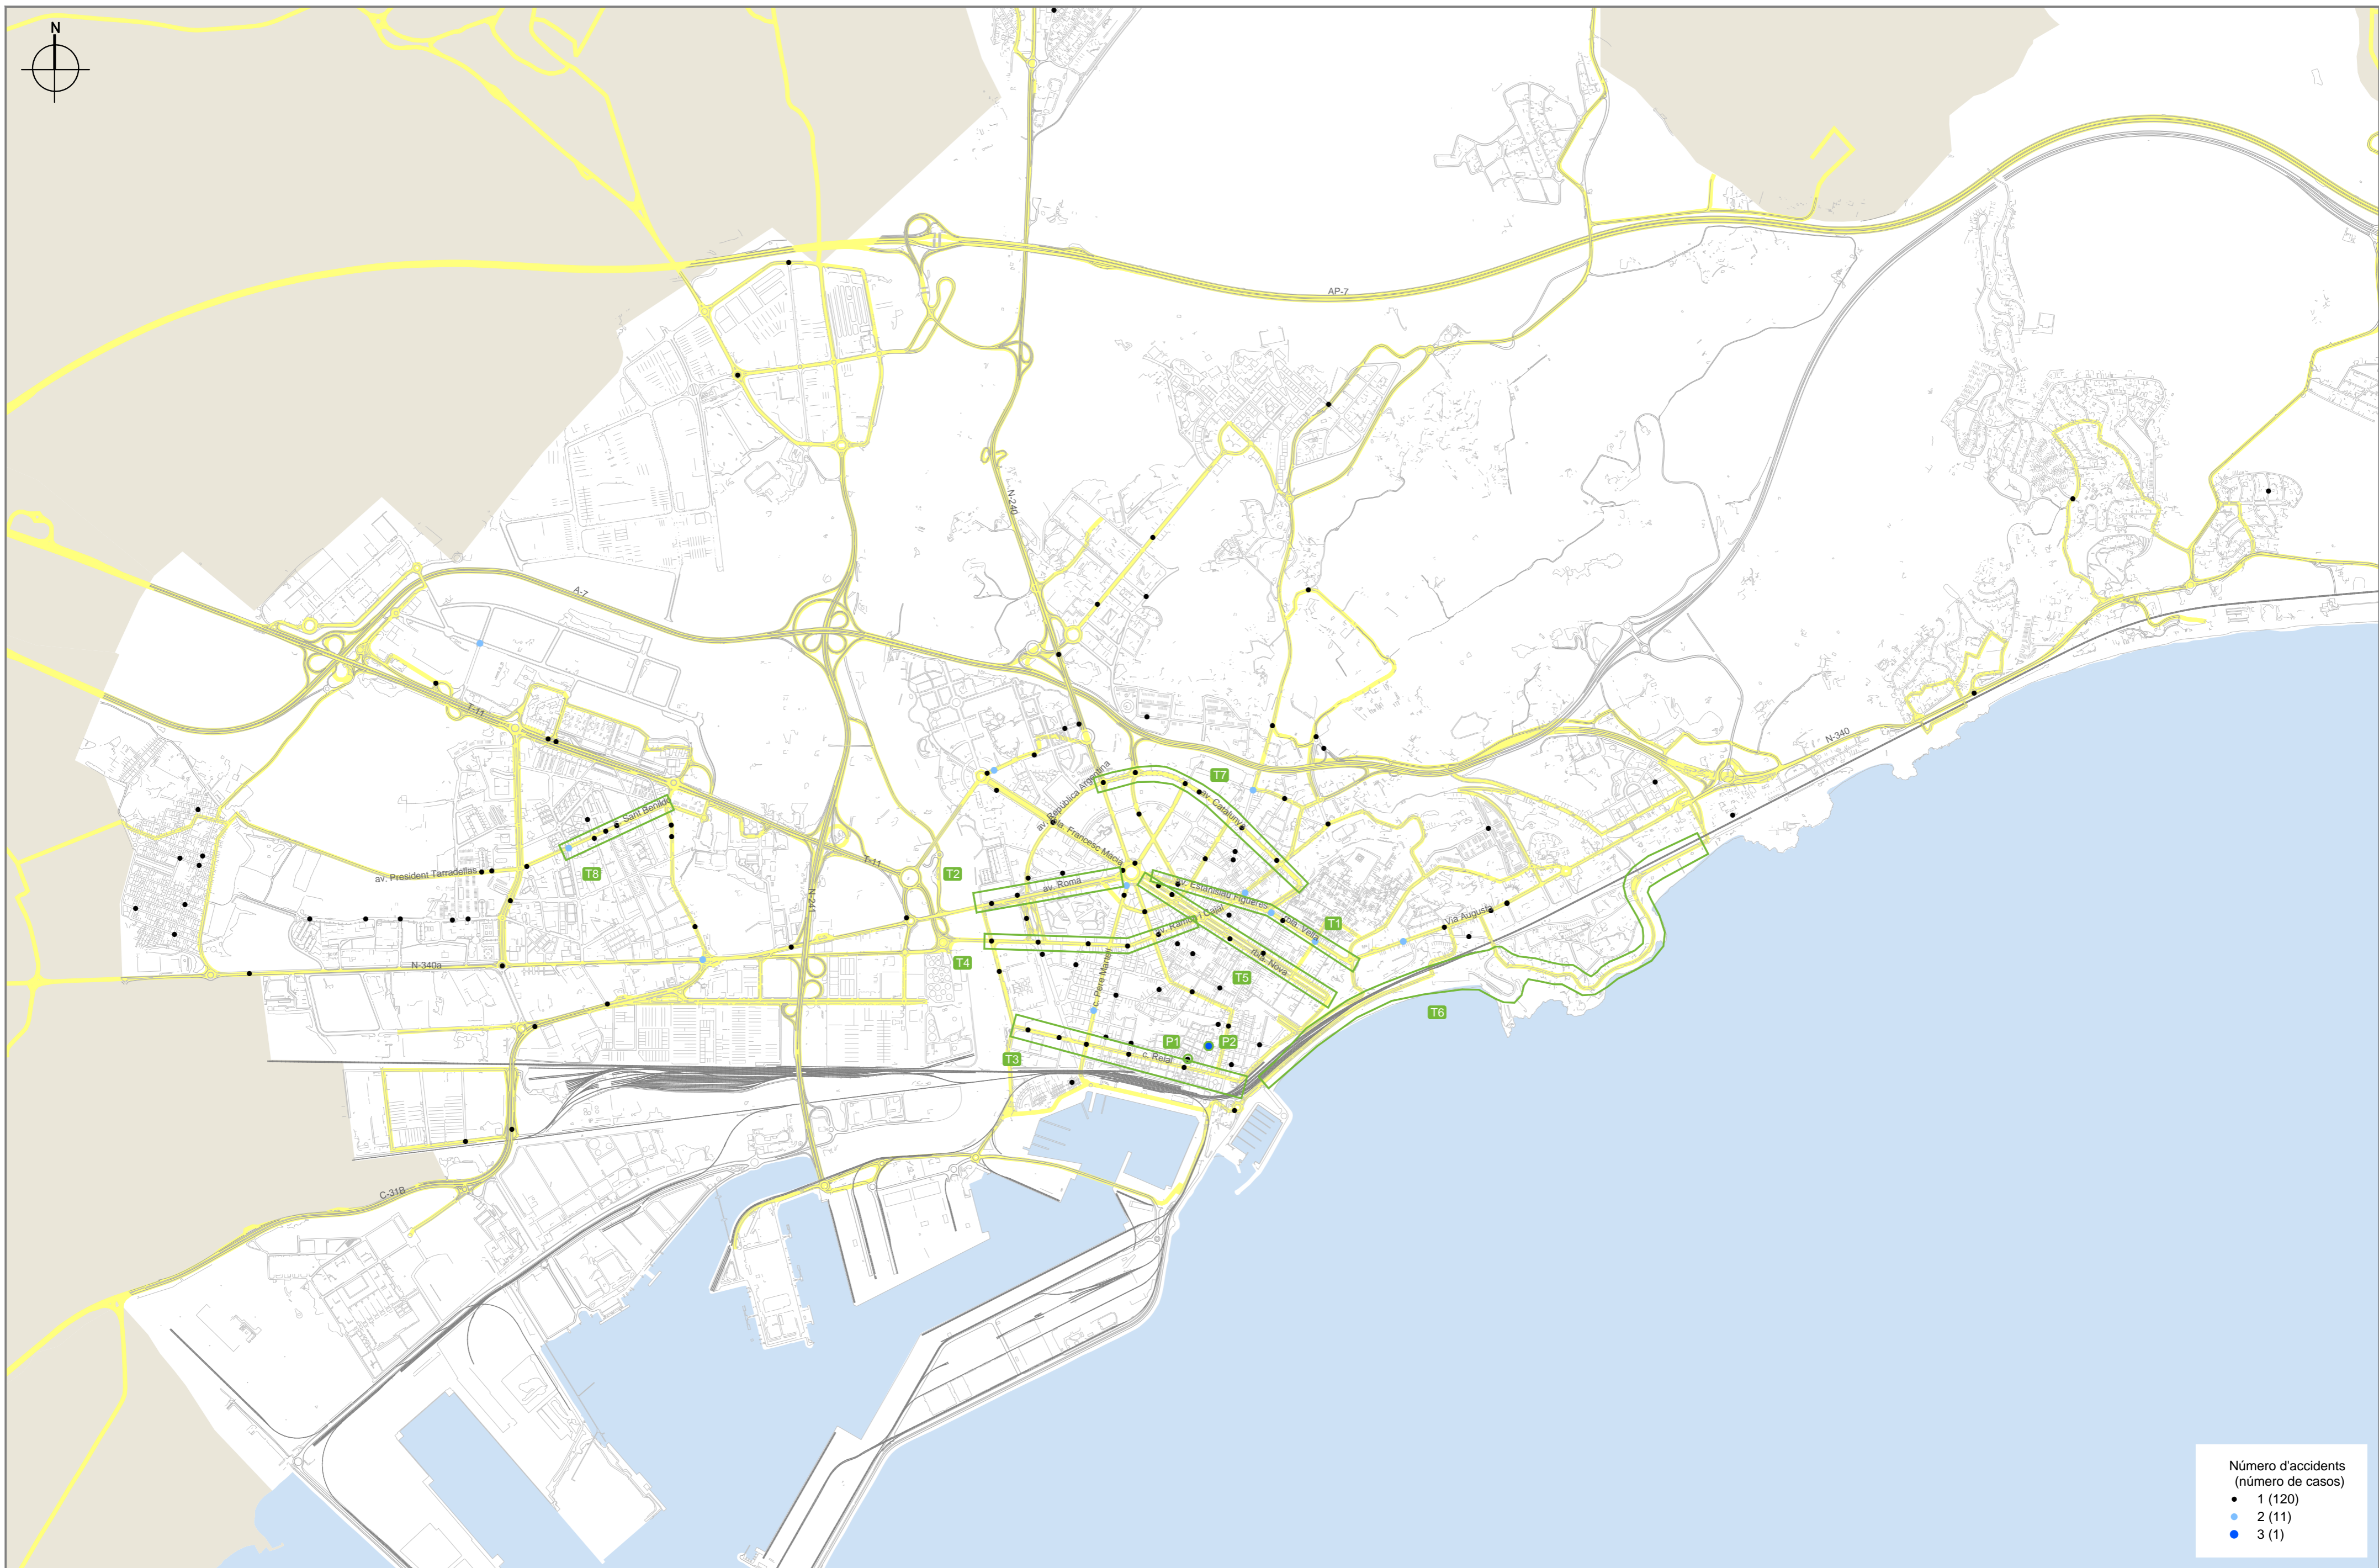 N
AP-7
N-240
A-7
T-11
N-340
av. República Argentina
T7
av. Catalunya
rbla. Francesc Macià
c. Sant Benildo
T-11
T8
T2
av. President Tarradellas
av. Roma
av. Estanislau Figueres
N-241
av. Ramon i Cajal
rbla. Vella
T1
Via Augusta
N-340a
T4
c. Pere Martell
rbla. Nova
T5
T6
P1
P2
T3
c. Reial
C-31B
Número d'accidents
(número de casos)
1 (120)
2 (11)
3 (1)